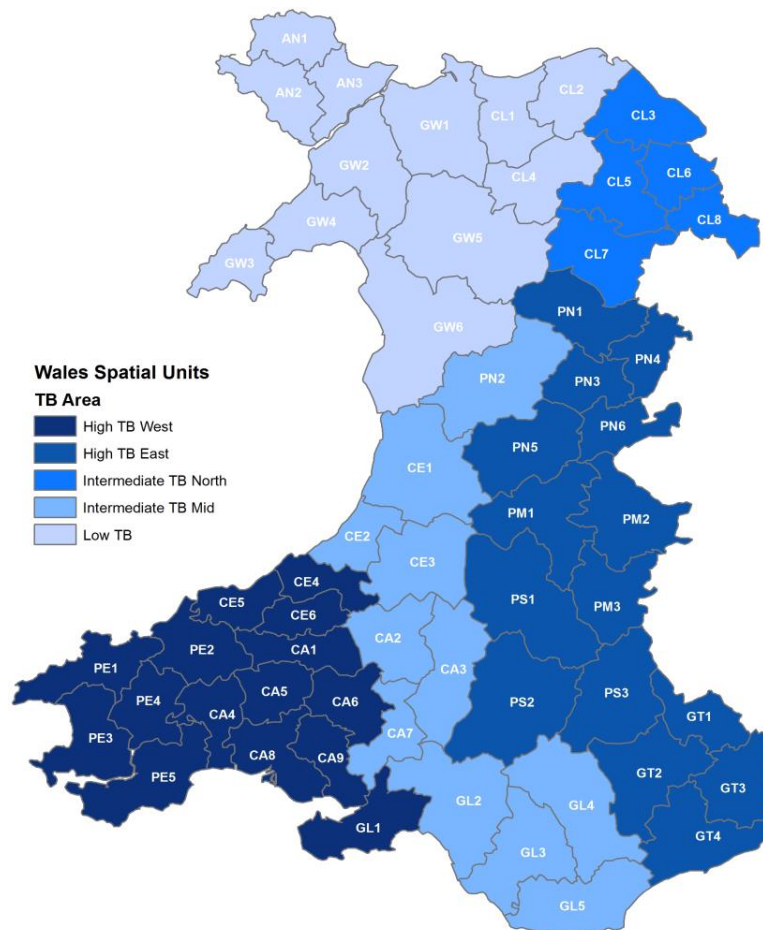 AN1
AN2
AN3
GW1
CL1
CL2
CL3
GW2
CL4
CL5
CL6
GW4
CL8
GW3
GW5
CL7
PN1
GW6
PN4
PN2
PN3
Wales Spatial Units
TB Area
High TB West
High TB East
Intermediate TB North
Intermediate TB Mid
Low TB
PN6
PN5
CE1
PM1
PM2
CE2
CE3
CE4
PS1
PM3
CE5
CE6
CA2
PE1
PE2
CA1
CA3
PE4
CA5
CA6
PS2
PS3
CA4
GT1
PE3
CA7
CA8
CA9
GT2
PE5
GT3
GL2
GL4
GL1
GT4
GL3
GL5